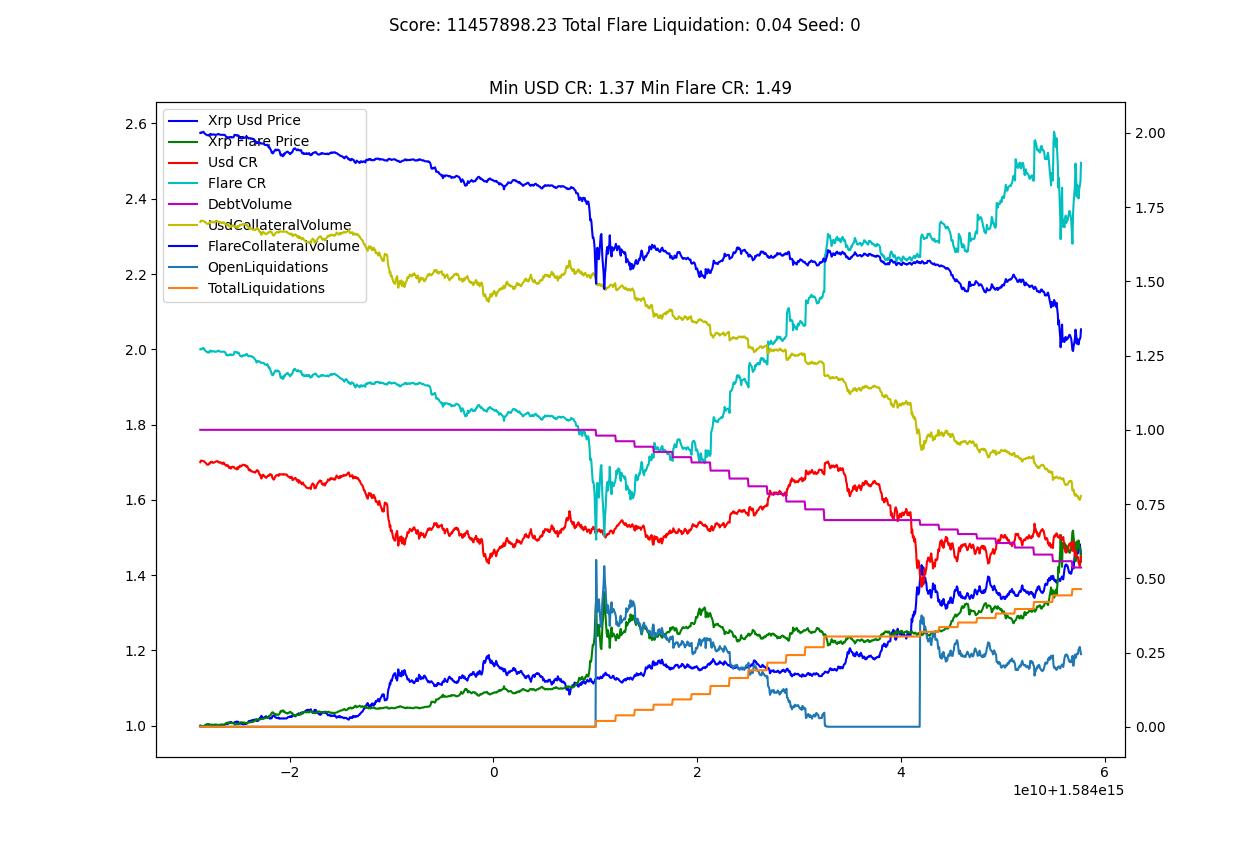 Score: 11457898.23 Total Flare Liquidation: 0.04 Seed: 0
Min USD CR: 1.37 Min Flare CR: 1.49
2.6
2.4
2.2
2.0
1.8
1.6
1.4
1.2
1.0
Xrp Usd Price
Xrp Flare Price
Usd CR
Flare CR
DebtVolume
UsdCollateralVolume
FlareCollateralVolume
OpenLiquidations
TotalLiquidations
2.00
1.75
1.50
1.25
1.00
0.75
0.50
0.25
0.00
−2 0 2 4 6
1e10+1.584e15